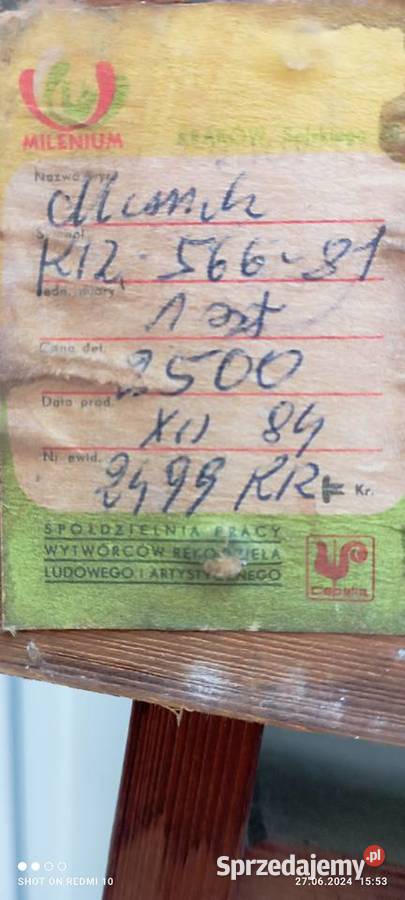 MILENIUM
KRAKÓW,
Nazwa wyr.
Symbol
KR2. 566-81
Jedn. miary
1 szt
Cena det.
2500
Data prod.
XII 84
Nr ewid.
2499 KR
Kr.
SPÓŁDZIELNIA PRACY
WYTWÓRCÓW RĘKODZIEŁA
LUDOWEGO I ARTYSTYCZNEGO
Cepelia
SHOT ON REDMI 10
Sprzedajemy.pl
27.06.2024 15:53